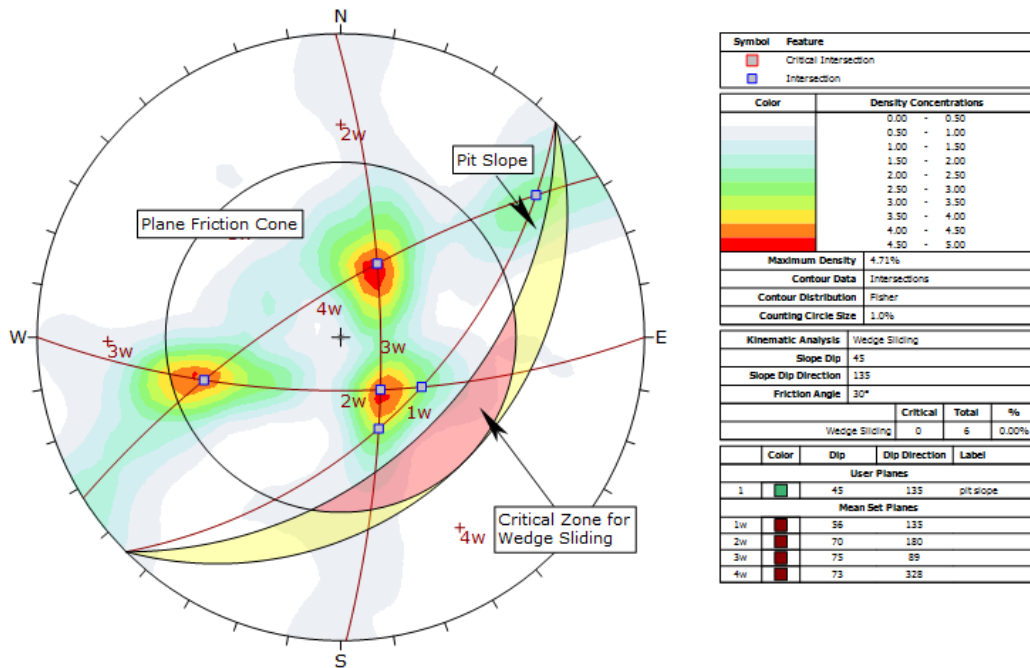 N
2w
Pit Slope
Plane Friction Cone
4w
W
E
3w
3w
2w
1w
4w
Critical Zone for
Wedge Sliding
S
Symbol Feature
Critical Intersection
Intersection
Color Density Concentrations
0.00 - 0.50
0.50 - 1.00
1.00 - 1.50
1.50 - 2.00
2.00 - 2.50
2.50 - 3.00
3.00 - 3.50
3.50 - 4.00
4.00 - 4.50
4.50 - 5.00
Maximum Density 4.71%
Contour Data Intersections
Contour Distribution Fisher
Counting Circle Size 1.0%
Kinematic Analysis Wedge Sliding
Slope Dip 45
Slope Dip Direction 135
Friction Angle 30°
Critical Total %
Wedge Sliding 0 6 0.00%
Color Dip Dip Direction Label
User Planes
1 45 135 pit slope
Mean Set Planes
1w 56 135
2w 70 180
3w 75 89
4w 73 328